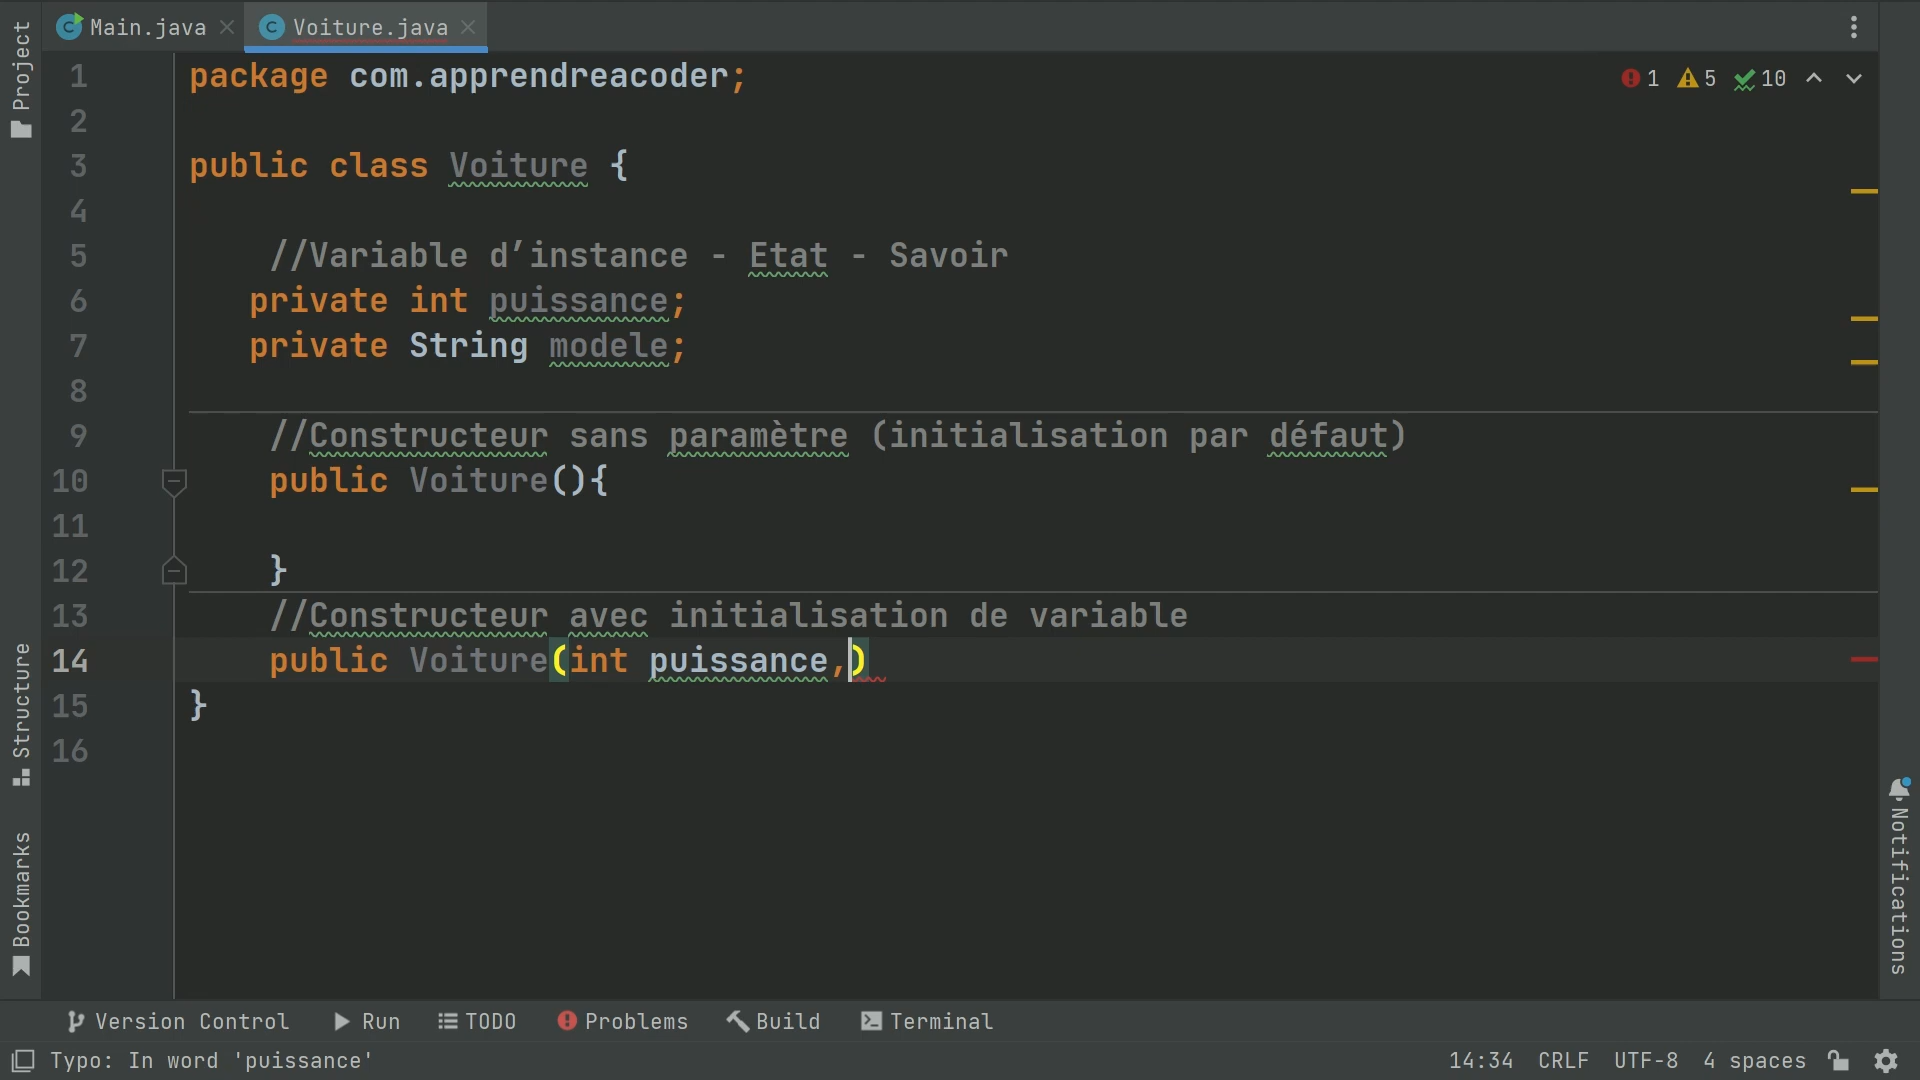 Main.java
Voiture.java
Project
1 package com.apprendreacoder;
1 5 10
2
3 public class Voiture {
4
5 //Variable d’instance - Etat - Savoir
6 private int puissance;
7 private String modele;
8
9 //Constructeur sans paramètre (initialisation par défaut)
10 public Voiture(){
11
12 }
13 //Constructeur avec initialisation de variable
14 public Voiture(int puissance,)
15 }
16
Structure
Bookmarks
Notifications
Version Control Run TODO Problems Build Terminal
Typo: In word 'puissance' 14:34 CRLF UTF-8 4 spaces